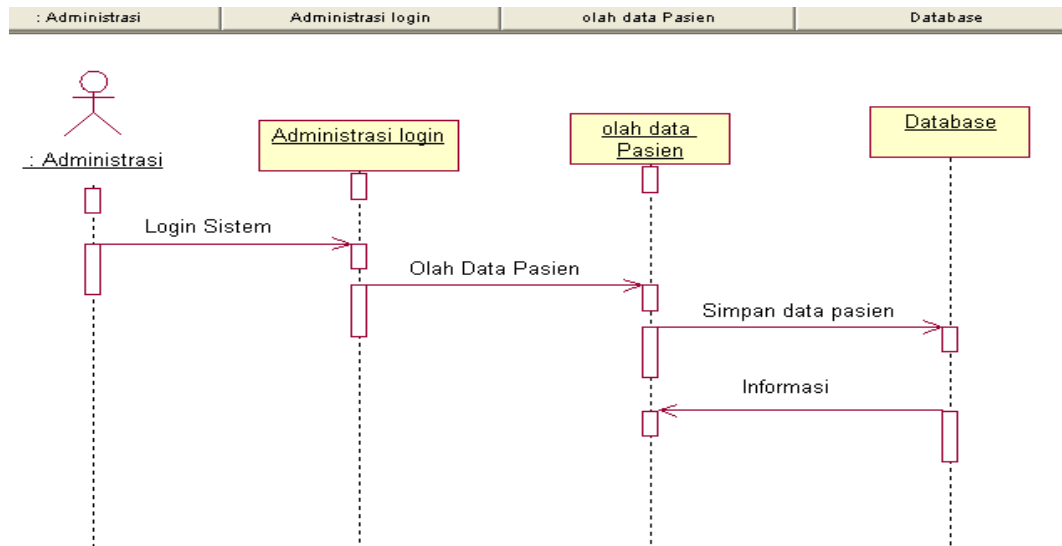 : Administrasi
Administrasi login
olah data Pasien
Database
: Administrasi
Administrasi login
olah data
Pasien
Database
Login Sistem
Olah Data Pasien
Simpan data pasien
Informasi